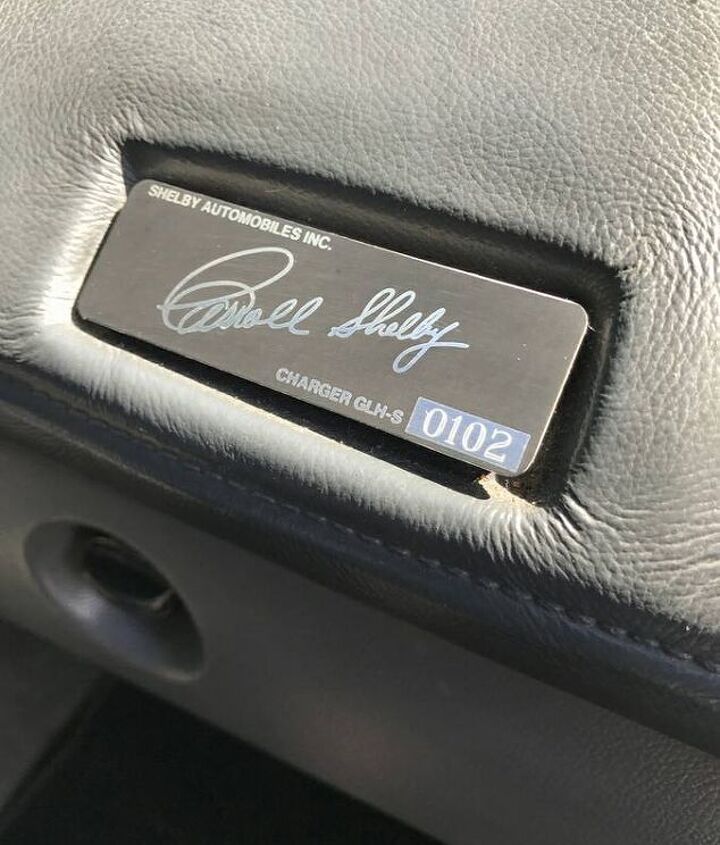 SHELBY AUTOMOBILES INC.
Carroll Shelby
CHARGER GLH-S 0102